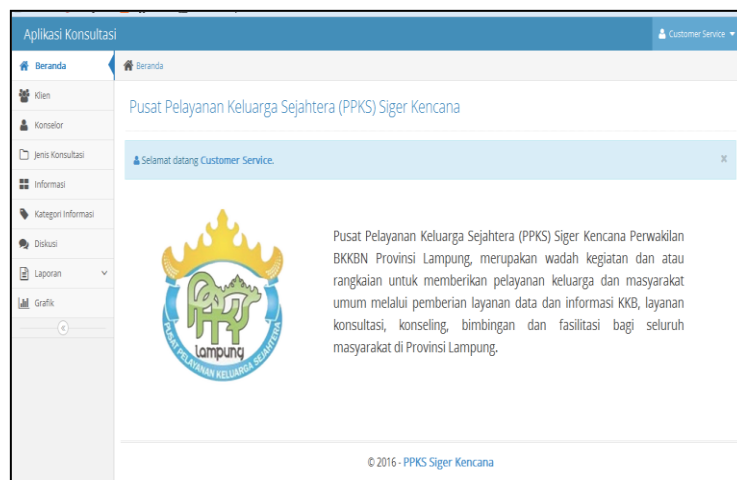 Aplikasi Konsultasi
Customer Service
Beranda
Klien
Konselor
Jenis Konsultasi
Informasi
Kategori Informasi
Diskusi
Laporan
Grafik
Beranda
Pusat Pelayanan Keluarga Sejahtera (PPKS) Siger Kencana
Selamat datang Customer Service.
x
PPKS
Lampung
PUSAT PELAYANAN KELUARGA SEJAHTERA
Pusat Pelayanan Keluarga Sejahtera (PPKS) Siger Kencana Perwakilan
BKKBN Provinsi Lampung, merupakan wadah kegiatan dan atau
rangkaian untuk memberikan pelayanan keluarga dan masyarakat
umum melalui pemberian layanan data dan informasi KKB, layanan
konsultasi, konseling, bimbingan dan fasilitasi bagi seluruh
masyarakat di Provinsi Lampung.
© 2016 - PPKS Siger Kencana